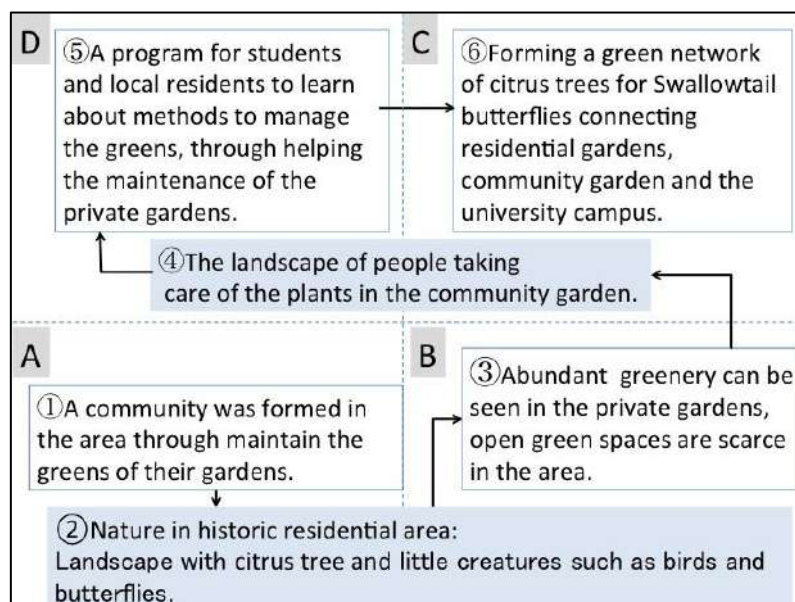 D
⑤A program for students
and local residents to learn
about methods to manage
the greens, through helping
the maintenance of the
private gardens.
C
⑥Forming a green network
of citrus trees for Swallowtail
butterflies connecting
residential gardens,
community garden and the
university campus.
④The landscape of people taking
care of the plants in the community garden.
A
①A community was formed in
the area through maintain the
greens of their gardens.
B
③Abundant greenery can be
seen in the private gardens,
open green spaces are scarce
in the area.
②Nature in historic residential area:
Landscape with citrus tree and little creatures such as birds and
butterflies.